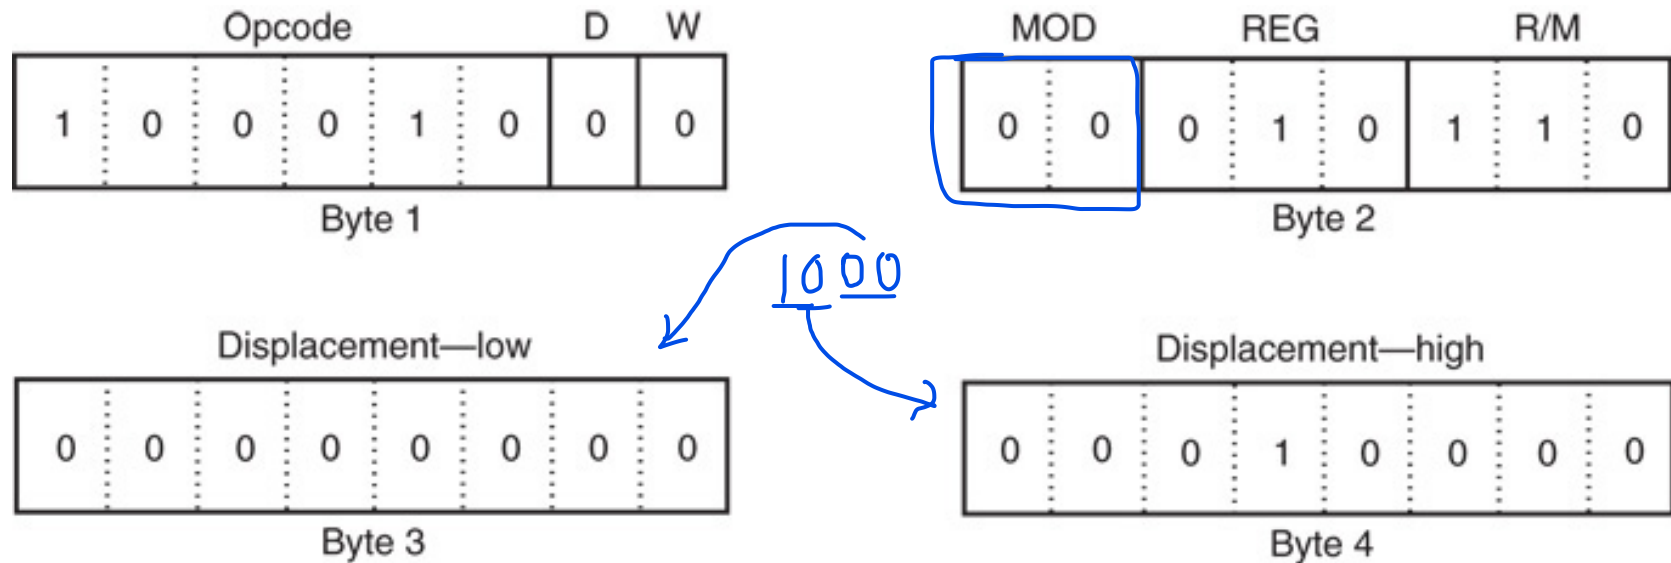 Opcode D W MOD REG R/M
1 0 0 0 1 0 0 0 0 0 0 1 0 1 1 0
Byte 1 Byte 2
1000
Displacement—low Displacement—high
0 0 0 0 0 0 0 0 0 0 0 1 0 0 0 0
Byte 3 Byte 4